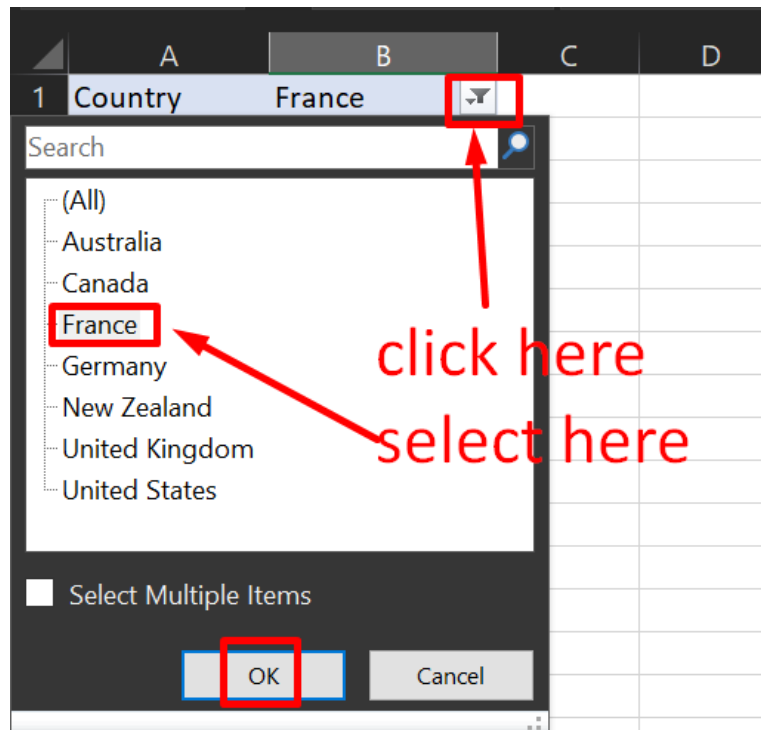 A B C D
1 Country France
Search
(All)
Australia
Canada
France
Germany
click here
New Zealand
select here
United Kingdom
United States
Select Multiple Items
OK Cancel